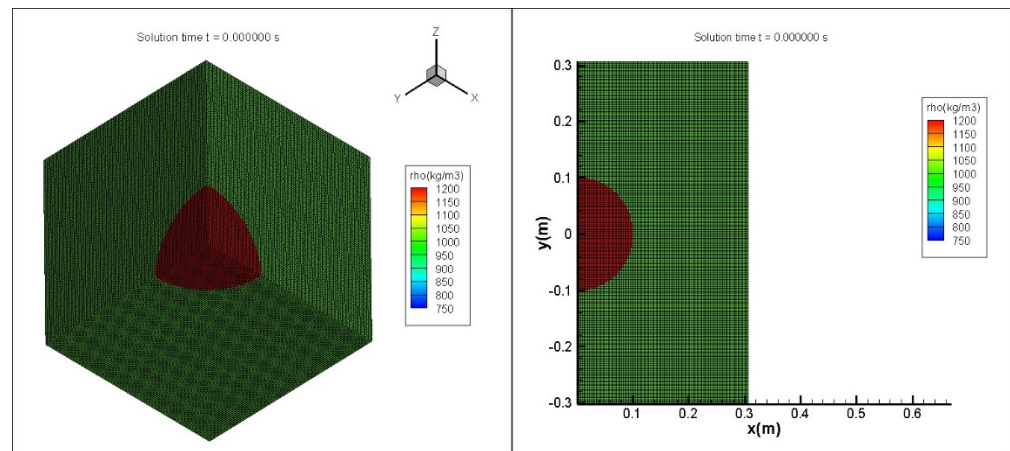 Solution time t = 0.000000 s
Z
Y
X
rho(kg/m3)
1200
1150
1100
1050
1000
950
900
850
800
750
Solution time t = 0.000000 s
0.3
0.2
0.1
0
-0.1
-0.2
-0.3
y(m)
0.1 0.2 0.3 0.4 0.5 0.6
x(m)
rho(kg/m3)
1200
1150
1100
1050
1000
950
900
850
800
750